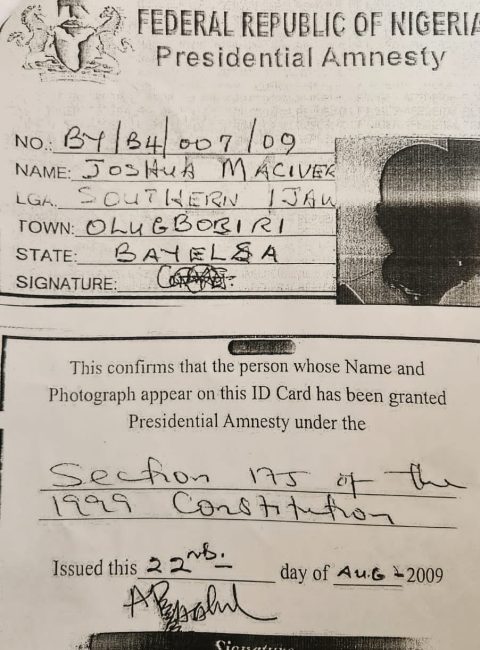 FEDERAL REPUBLIC OF NIGERIA
Presidential Amnesty
NO.: BY/B4/007/09
NAME: JOSHUA MACIVER
LGA. SOUTHERN IJAW
TOWN: OLUGBOBIRI
STATE: BAYELSA
SIGNATURE:
This confirms that the person whose Name and
Photograph appear on this ID Card has been granted
Presidential Amnesty under the
Section 175 of the
1999 Constitution
Issued this 22nd. day of AUG - 2009
Signature